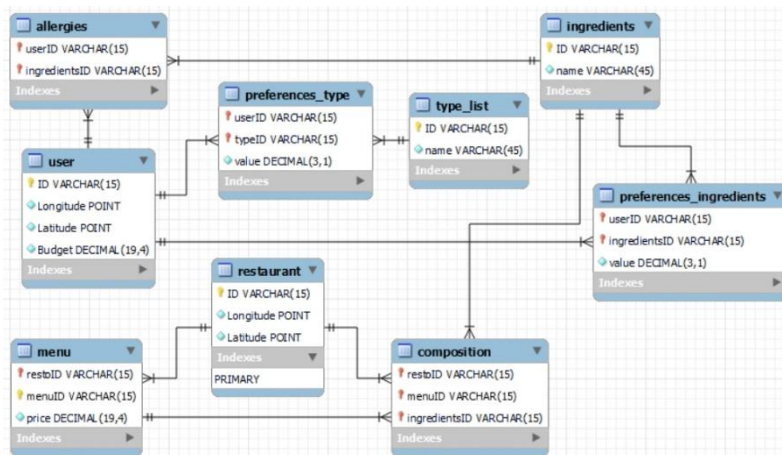 allergies
userID VARCHAR(15)
ingredientsID VARCHAR(15)
Indexes
ingredients
ID VARCHAR(15)
name VARCHAR(45)
Indexes
preferences_type
userID VARCHAR(15)
typeID VARCHAR(15)
value DECIMAL(3,1)
Indexes
type_list
ID VARCHAR(15)
name VARCHAR(45)
Indexes
user
ID VARCHAR(15)
Longitude POINT
Latitude POINT
Budget DECIMAL(19,4)
Indexes
preferences_ingredients
userID VARCHAR(15)
ingredientsID VARCHAR(15)
value DECIMAL(3,1)
Indexes
restaurant
ID VARCHAR(15)
Longitude POINT
Latitude POINT
Indexes
PRIMARY
menu
restoID VARCHAR(15)
menuID VARCHAR(15)
price DECIMAL(19,4)
Indexes
composition
restoID VARCHAR(15)
menuID VARCHAR(15)
ingredientsID VARCHAR(15)
Indexes